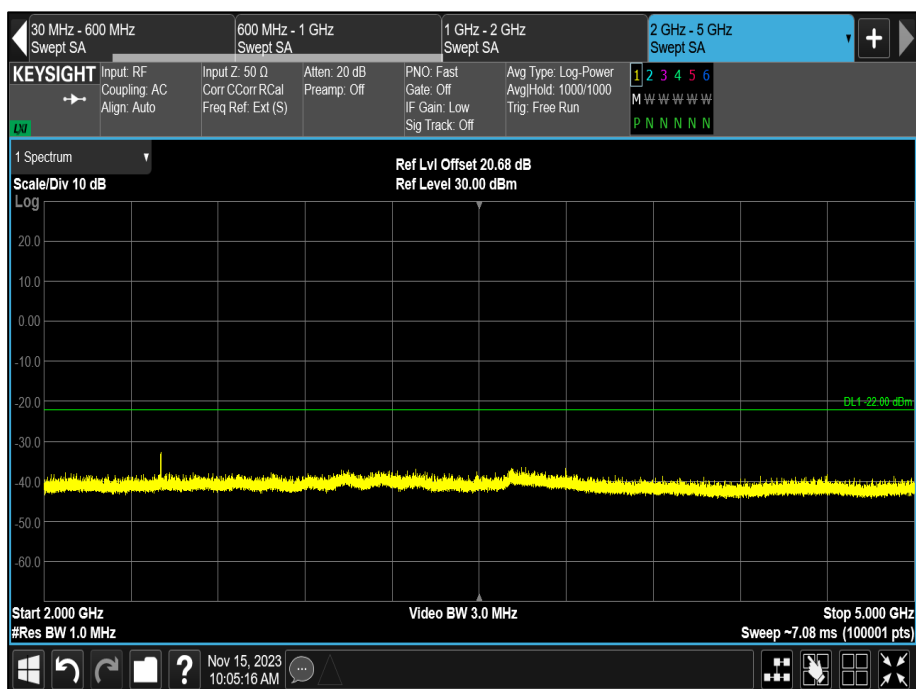 30 MHz - 600 MHz
Swept SA
600 MHz - 1 GHz
Swept SA
1 GHz - 2 GHz
Swept SA
2 GHz - 5 GHz
Swept SA
+
KEYSIGHT
LXI
Input: RF
Coupling: AC
Align: Auto
Input Z: 50 Ω
Corr CCorr RCal
Freq Ref: Ext (S)
Atten: 20 dB
Preamp: Off
PNO: Fast
Gate: Off
IF Gain: Low
Sig Track: Off
Avg Type: Log-Power
Avg|Hold: 1000/1000
Trig: Free Run
1 2 3 4 5 6
M W W W W W
P N N N N N
1 Spectrum
Scale/Div 10 dB
Ref Lvl Offset 20.68 dB
Ref Level 30.00 dBm
Log
20.0
10.0
0.00
-10.0
-20.0
DL1 -22.00 dBm
-30.0
-40.0
-50.0
-60.0
Start 2.000 GHz
Video BW 3.0 MHz
Stop 5.000 GHz
#Res BW 1.0 MHz
Sweep ~7.08 ms (100001 pts)
?
Nov 15, 2023
10:05:16 AM